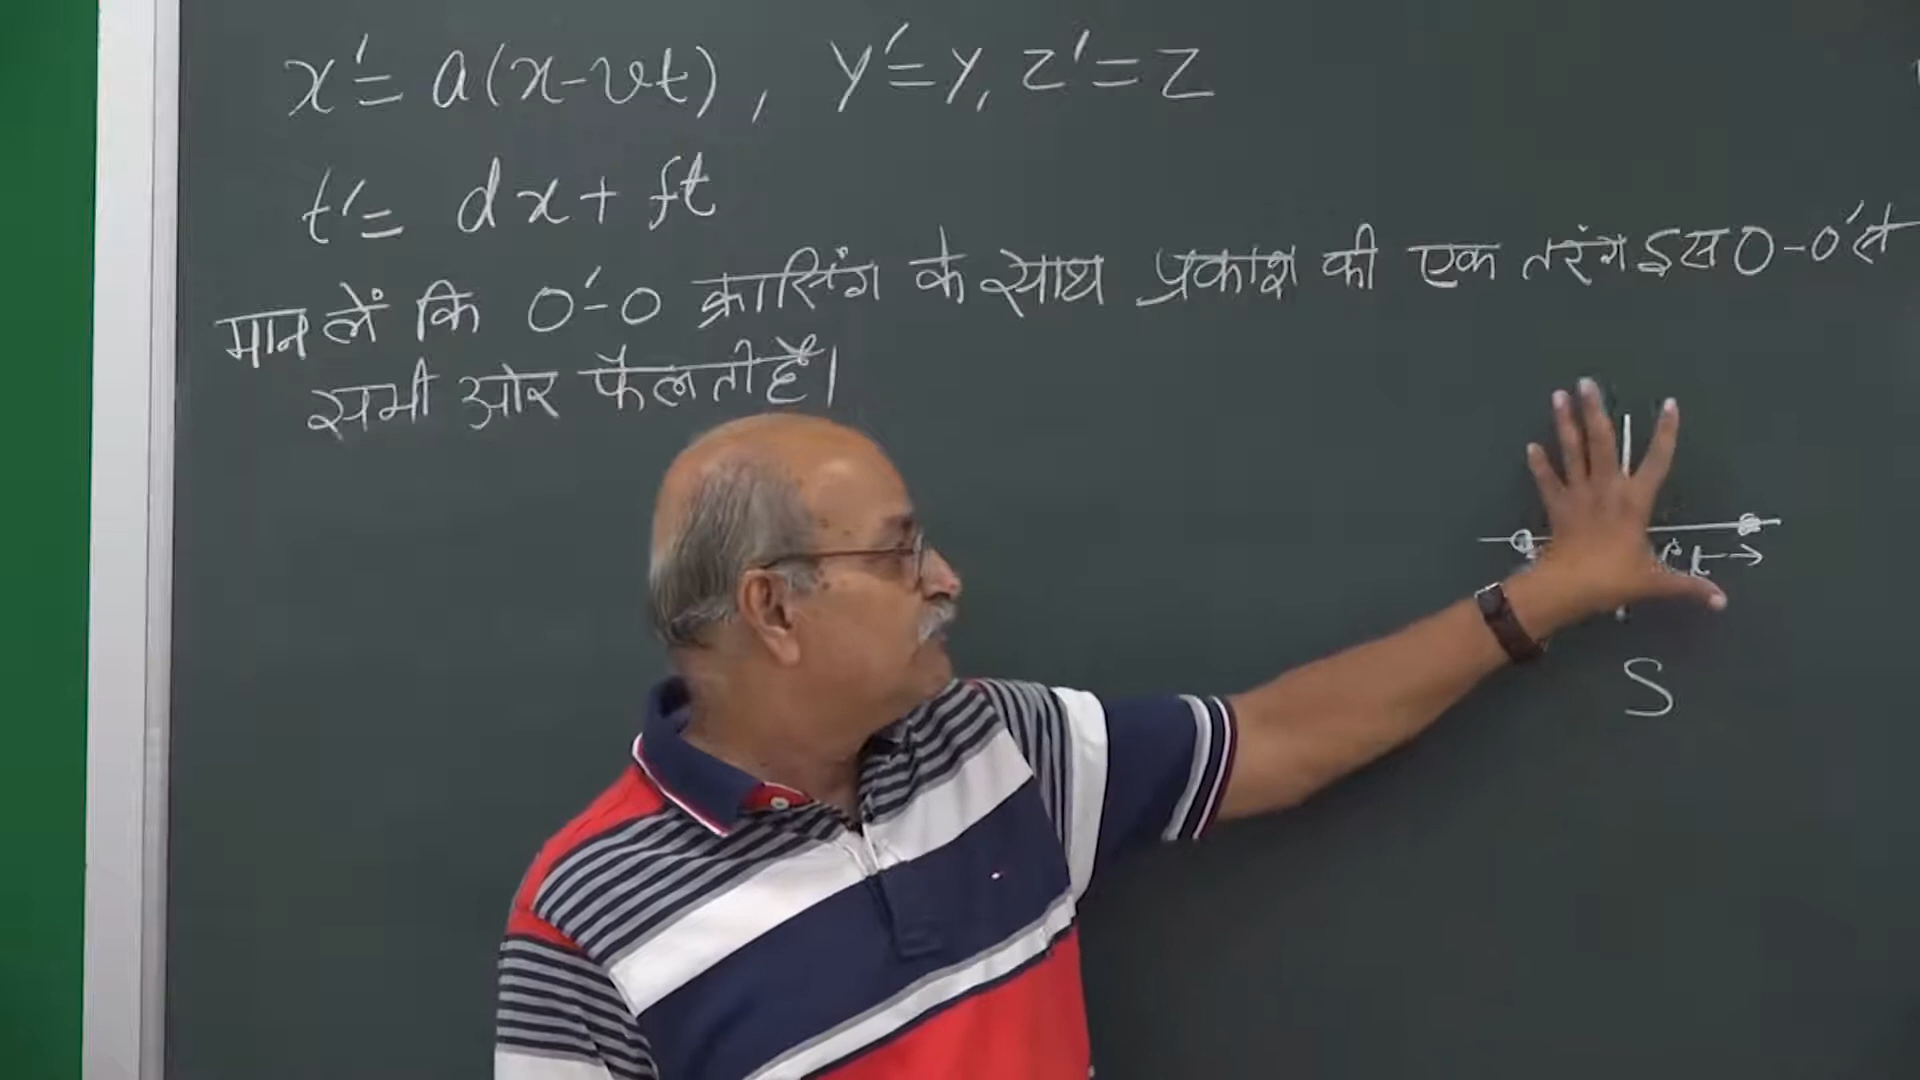 x' = a(x-vt), y' = y, z' = z
t' = dx + ft
मान लें कि O'-O क्रासिंग के साथ प्रकाश की एक तरंग इस O-O' से
सभी ओर फैलती है।
S